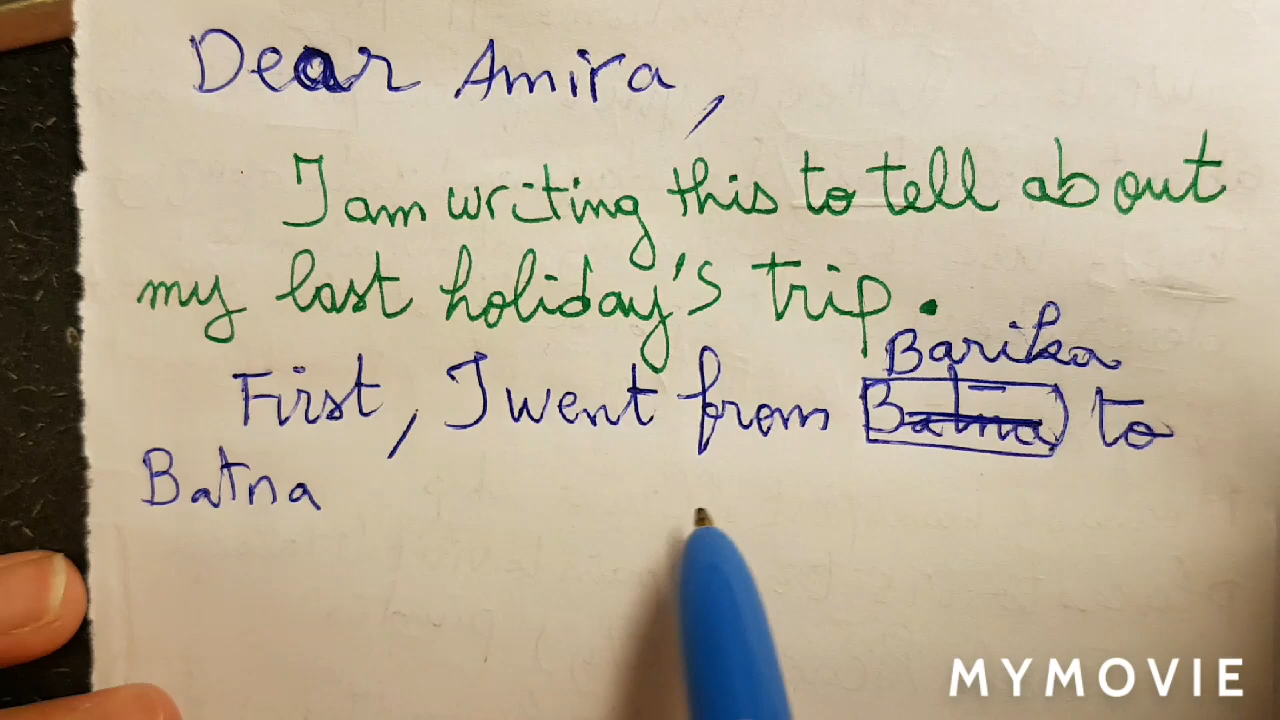 Dear Amira,
I am writing this to tell about
my last holiday's trip.
Barika
First, I went from Batna to
Batna
MYMOVIE